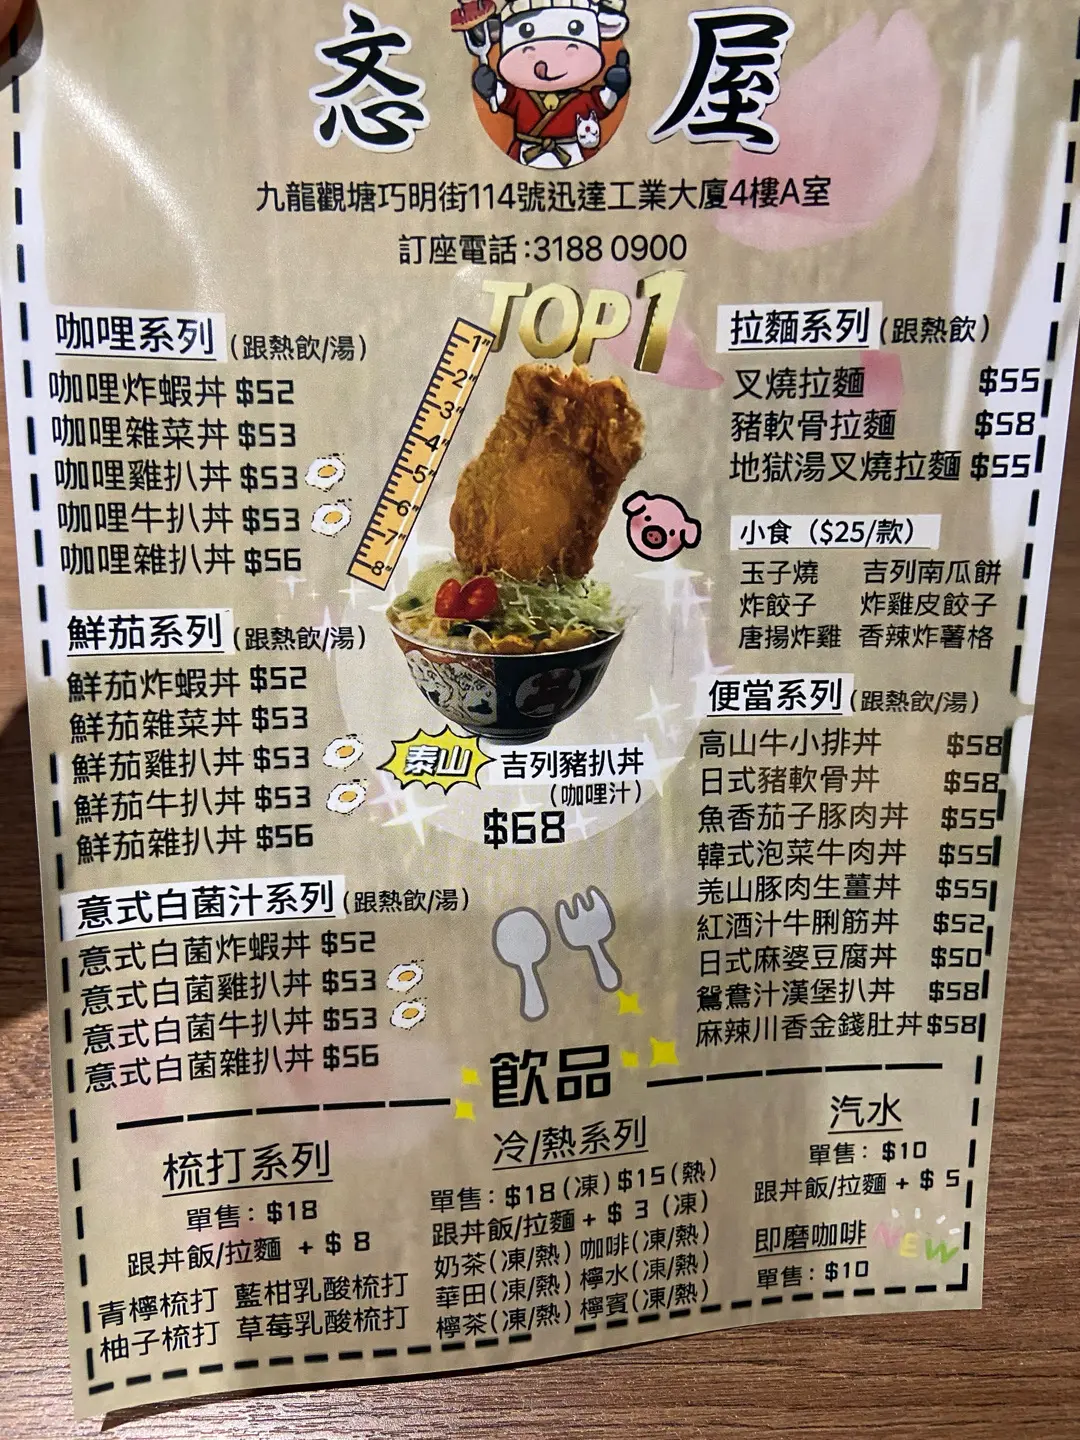 忞屋
九龍觀塘巧明街114號迅達工業大廈4樓A室
訂座電話:3188 0900
TOP1
1"
2"
3"
4"
5"
6"
7"
8"
咖哩系列(跟熱飲/湯)
咖哩炸蝦丼 $52
咖哩雜菜丼 $53
咖哩雞扒丼 $53
咖哩牛扒丼 $53
咖哩雜扒丼 $56
鮮茄系列(跟熱飲/湯)
鮮茄炸蝦丼 $52
鮮茄雜菜丼 $53
鮮茄雞扒丼 $53
鮮茄牛扒丼 $53
鮮茄雜扒丼 $56
意式白菌汁系列(跟熱飲/湯)
意式白菌炸蝦丼 $52
意式白菌雞扒丼 $53
意式白菌牛扒丼 $53
意式白菌雜扒丼 $56
泰山 吉列豬扒丼
(咖哩汁)
$68
拉麵系列(跟熱飲)
叉燒拉麵 $55
豬軟骨拉麵 $58
地獄湯叉燒拉麵 $55
小食($25/款)
玉子燒 吉列南瓜餅
炸餃子 炸雞皮餃子
唐揚炸雞 香辣炸薯格
便當系列(跟熱飲/湯)
高山牛小排丼 $58
日式豬軟骨丼 $58
魚香茄子豚肉丼 $55
韓式泡菜牛肉丼 $55
羗山豚肉生薑丼 $55
紅酒汁牛脷筋丼 $52
日式麻婆豆腐丼 $50
鴛鴦汁漢堡扒丼 $58
麻辣川香金錢肚丼 $58
飲品
梳打系列
單售: $18
跟丼飯/拉麵 + $ 8
青檸梳打 藍柑乳酸梳打
柚子梳打 草莓乳酸梳打
冷/熱系列
單售: $18(凍)$15(熱)
跟丼飯/拉麵 + $ 3 (凍)
奶茶(凍/熱) 咖啡(凍/熱)
華田(凍/熱) 檸水(凍/熱)
檸茶(凍/熱) 檸賓(凍/熱)
汽水
單售: $10
跟丼飯/拉麵 + $ 5
即磨咖啡 NEW
單售: $10